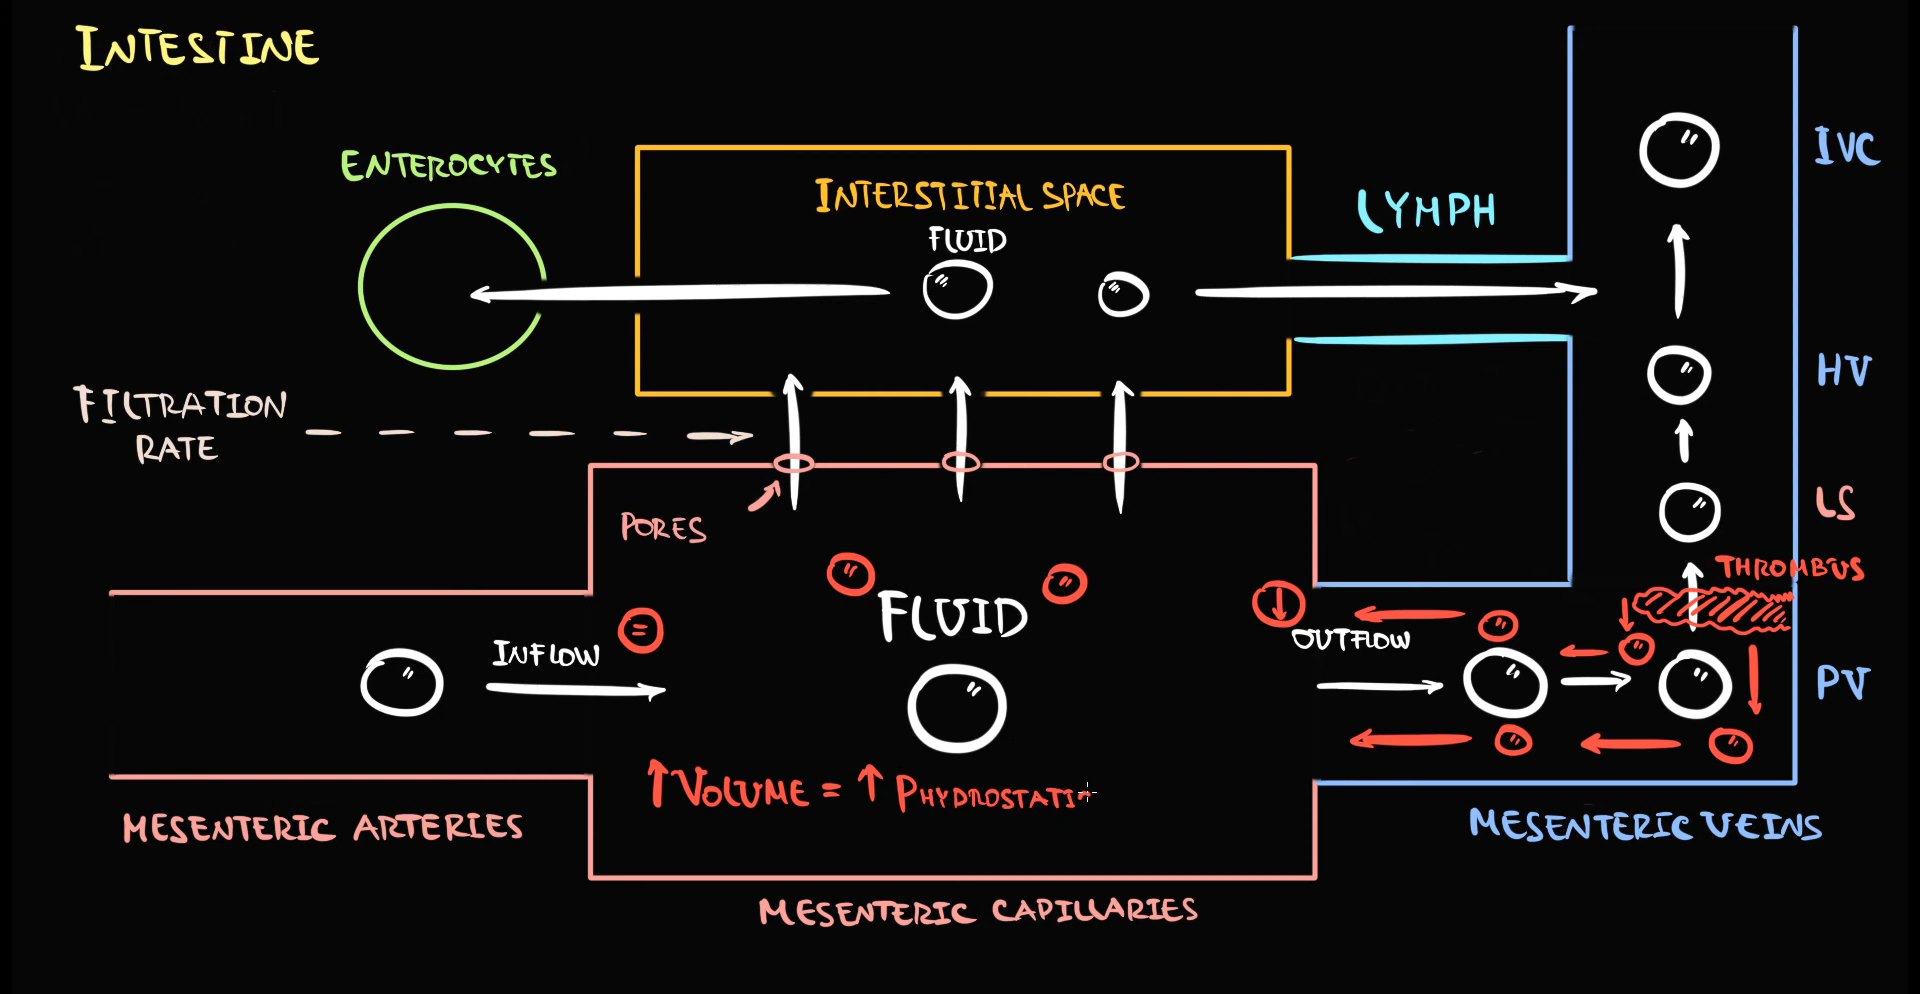 INTESTINE
ENTEROCYTES
INTERSTITIAL SPACE
FLUID
LYMPH
IVC
HV
LS
THROMBUS
PV
FILTRATION
RATE
PORES
FLUID
INFLOW
=
↓
OUTFLOW
↑ VOLUME = ↑ PHYDROSTATI
MESENTERIC ARTERIES
MESENTERIC VEINS
MESENTERIC CAPILLARIES